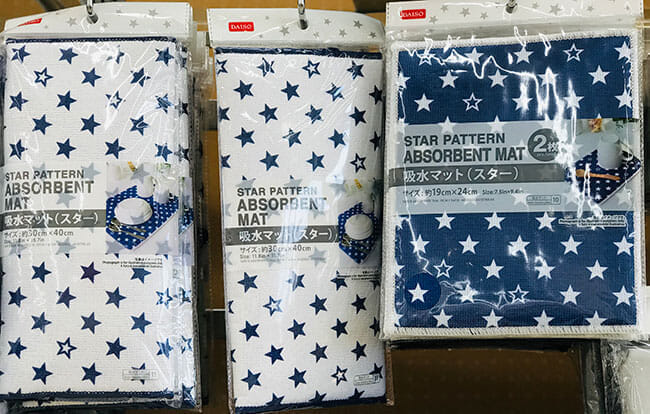 DAISO
STAR PATTERN
ABSORBENT
MAT
吸水マット(スター)
サイズ:約30cm×40cm
DAISO
STAR PATTERN
ABSORBENT
MAT
吸水マット(スター)
サイズ:約30cm×40cm
DAISO
STAR PATTERN
ABSORBENT MAT
2枚
吸水マット(スター)
サイズ:約19cm×24cm